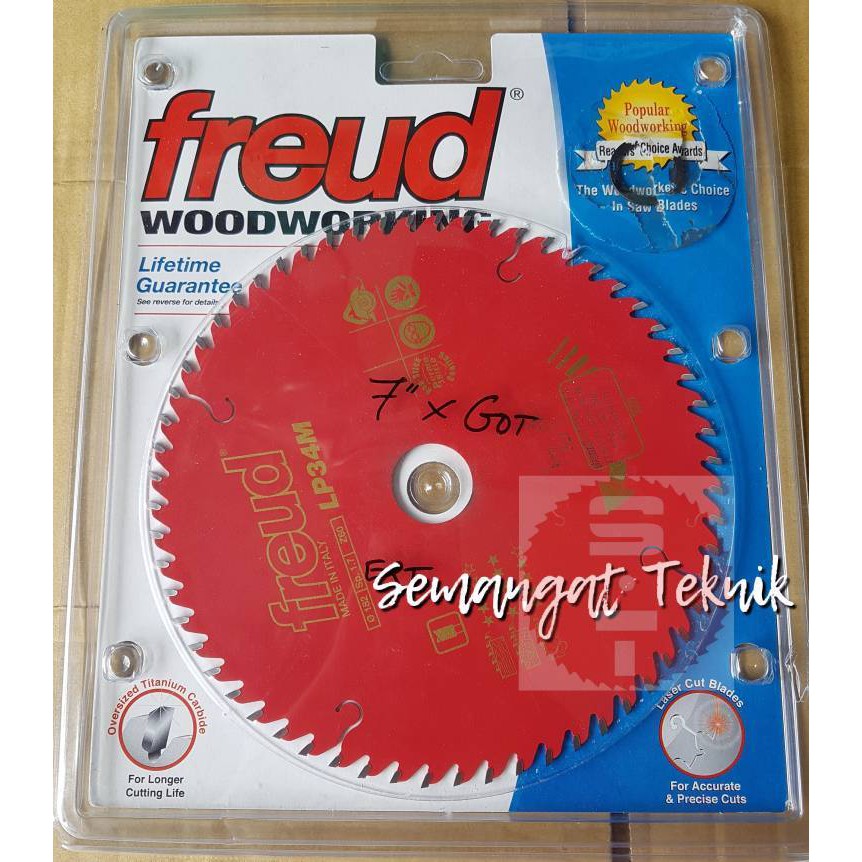 freud®
WOODWORKING
Popular
Woodworking
Readers' Choice Awards
The Woodworker's Choice
In Saw Blades
Lifetime
Guarantee
See reverse for details
7" x 60T
freud®
MADE IN ITALY
LP34M
Z60
Semangat Teknik
Oversized Titanium Carbide
For Longer
Cutting Life
Laser Cut Blades
For Accurate
& Precise Cuts